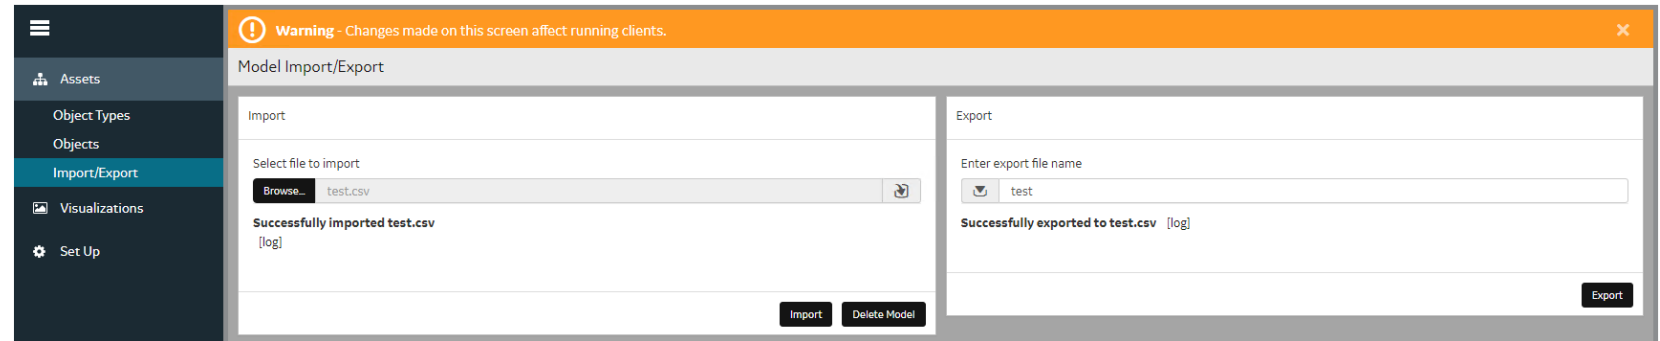 Warning - Changes made on this screen affect running clients.
Model Import/Export
Assets
Object Types
Objects
Import/Export
Visualizations
Set Up
Import
Select file to import
Browse... test.csv
Successfully imported test.csv
[log]
Import Delete Model
Export
Enter export file name
test
Successfully exported to test.csv [log]
Export